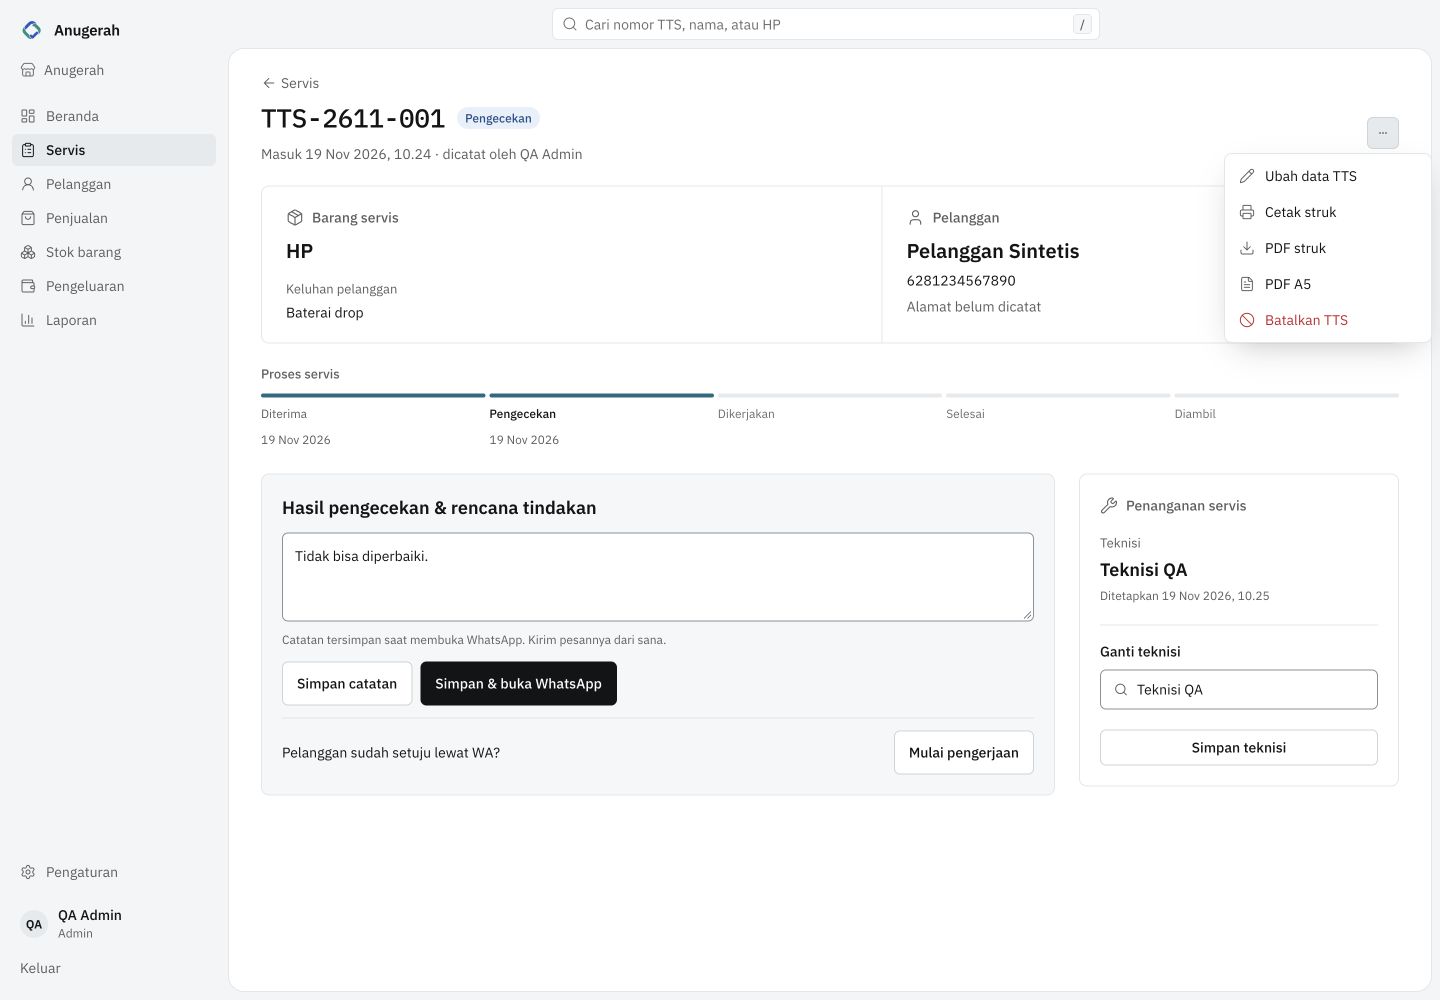 Anugerah
Cari nomor TTS, nama, atau HP
/
Anugerah
Beranda
Servis
Pelanggan
Penjualan
Stok barang
Pengeluaran
Laporan
Pengaturan
QA
QA Admin
Admin
Keluar
Servis
TTS-2611-001
Pengecekan
Masuk 19 Nov 2026, 10.24 · dicatat oleh QA Admin
...
Ubah data TTS
Cetak struk
PDF struk
PDF A5
Batalkan TTS
Barang servis
HP
Keluhan pelanggan
Baterai drop
Pelanggan
Pelanggan Sintetis
6281234567890
Alamat belum dicatat
Proses servis
Diterima
19 Nov 2026
Pengecekan
19 Nov 2026
Dikerjakan
Selesai
Diambil
Hasil pengecekan & rencana tindakan
Tidak bisa diperbaiki.
Catatan tersimpan saat membuka WhatsApp. Kirim pesannya dari sana.
Simpan catatan
Simpan & buka WhatsApp
Pelanggan sudah setuju lewat WA?
Mulai pengerjaan
Penanganan servis
Teknisi
Teknisi QA
Ditetapkan 19 Nov 2026, 10.25
Ganti teknisi
Teknisi QA
Simpan teknisi